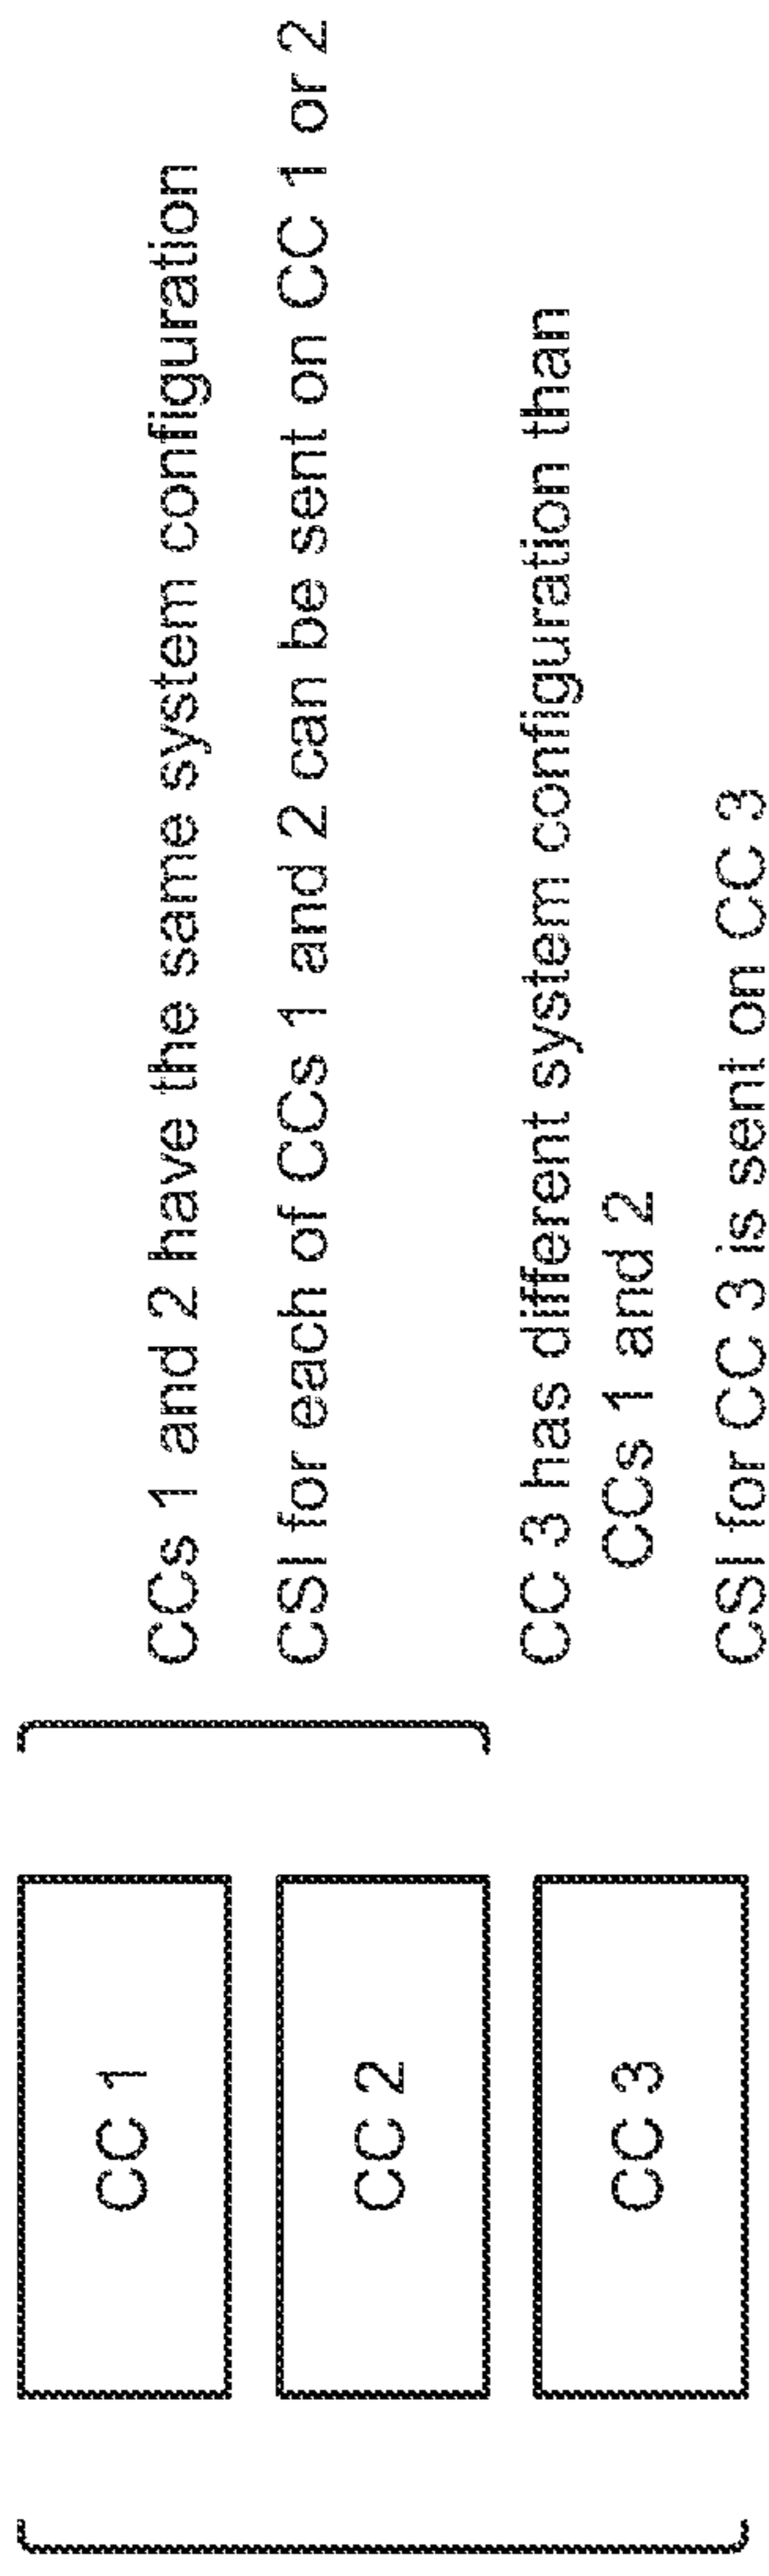 CC 1
CC 2
CC 3
CCs 1 and 2 have the same system configuration
CSI for each of CCs 1 and 2 can be sent on CC 1 or 2
CC 3 has different system configuration than
CCs 1 and 2
CSI for CC 3 is sent on CC 3